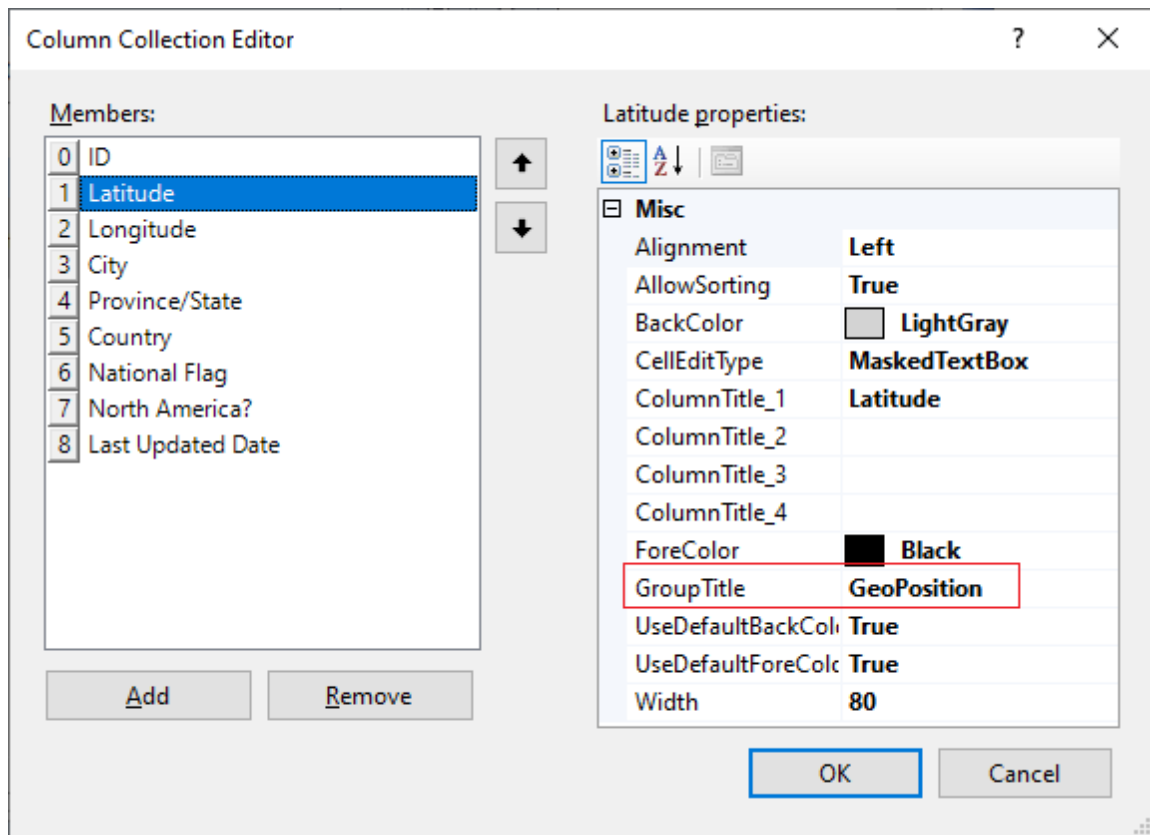 Column Collection Editor ?
Members:
0 ID
1 Latitude
2 Longitude
3 City
4 Province/State
5 Country
6 National Flag
7 North America?
8 Last Updated Date
Add Remove
Latitude properties:
A
Z
Misc
Alignment Left
AllowSorting True
BackColor LightGray
CellEditType MaskedTextBox
ColumnTitle_1 Latitude
ColumnTitle_2
ColumnTitle_3
ColumnTitle_4
ForeColor Black
GroupTitle GeoPosition
UseDefaultBackColo True
UseDefaultForeColo True
Width 80
OK Cancel